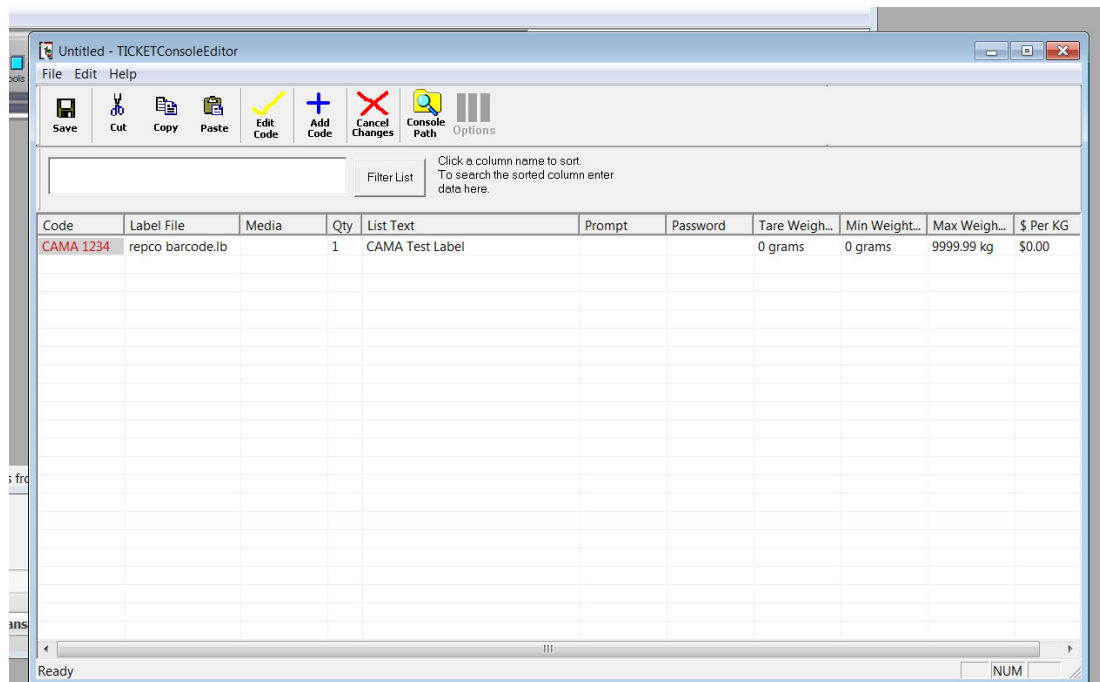 Untitled - TICKETConsoleEditor
File Edit Help
Save Cut Copy Paste Edit Code Add Code Cancel Changes Console Path Options
Filter List
Click a column name to sort.
To search the sorted column enter
data here.
Code Label File Media Qty List Text Prompt Password Tare Weigh... Min Weight... Max Weigh... $ Per KG
CAMA 1234 repco barcode.lb 1 CAMA Test Label 0 grams 0 grams 9999.99 kg $0.00
Ready NUM